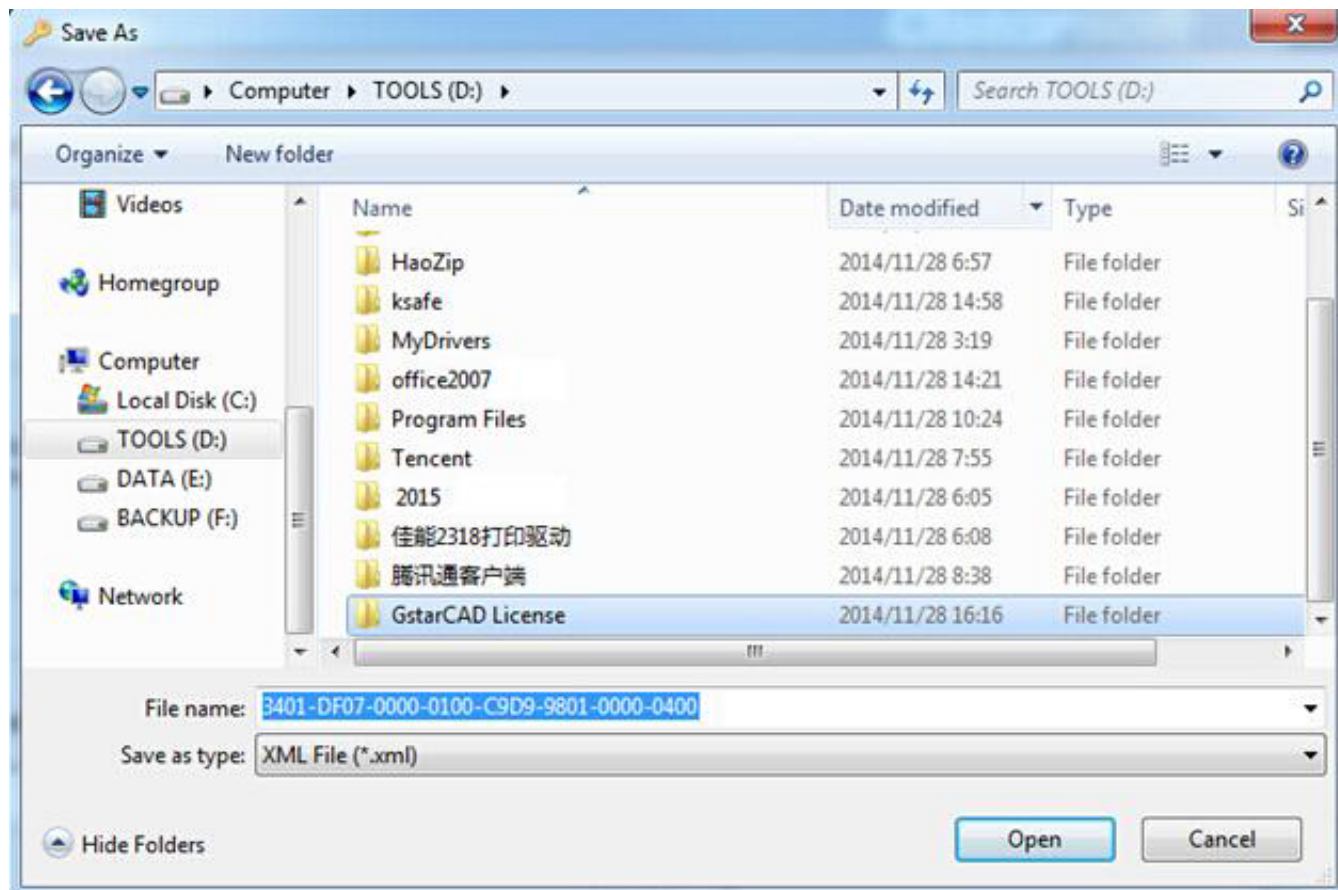 Save As
Computer TOOLS (D:) Search TOOLS (D:)
Organize New folder
Name Date modified Type Si
Videos
Homegroup
Computer
Local Disk (C:)
TOOLS (D:)
DATA (E:)
BACKUP (F:)
Network
HaoZip 2014/11/28 6:57 File folder
ksafe 2014/11/28 14:58 File folder
MyDrivers 2014/11/28 3:19 File folder
office2007 2014/11/28 14:21 File folder
Program Files 2014/11/28 10:24 File folder
Tencent 2014/11/28 7:55 File folder
2015 2014/11/28 6:05 File folder
佳能2318打印驱动 2014/11/28 6:08 File folder
腾讯通客户端 2014/11/28 8:38 File folder
GstarCAD License 2014/11/28 16:16 File folder
File name: 3401-DF07-0000-0100-C9D9-9801-0000-0400
Save as type: XML File (*.xml)
Hide Folders Open Cancel